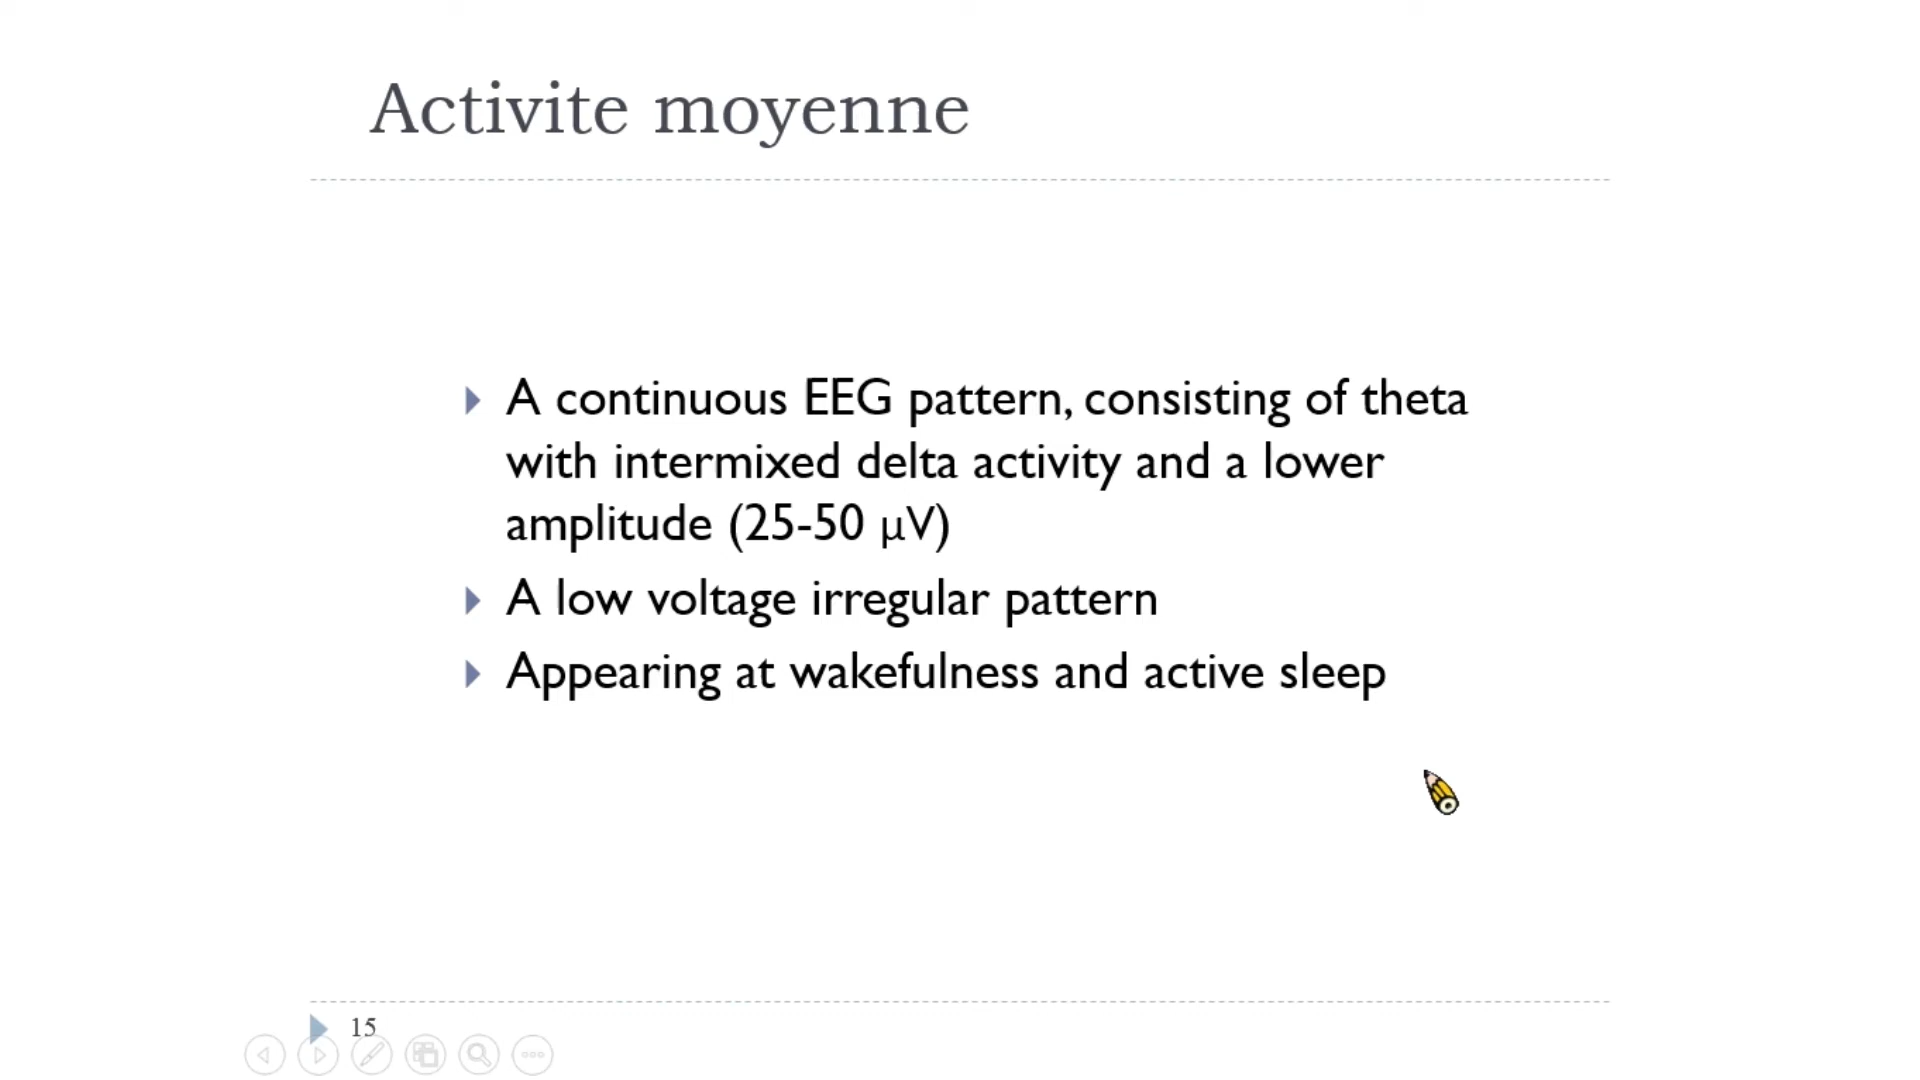 Activite moyenne
A continuous EEG pattern, consisting of theta
with intermixed delta activity and a lower
amplitude (25-50 μV)
A low voltage irregular pattern
Appearing at wakefulness and active sleep
15